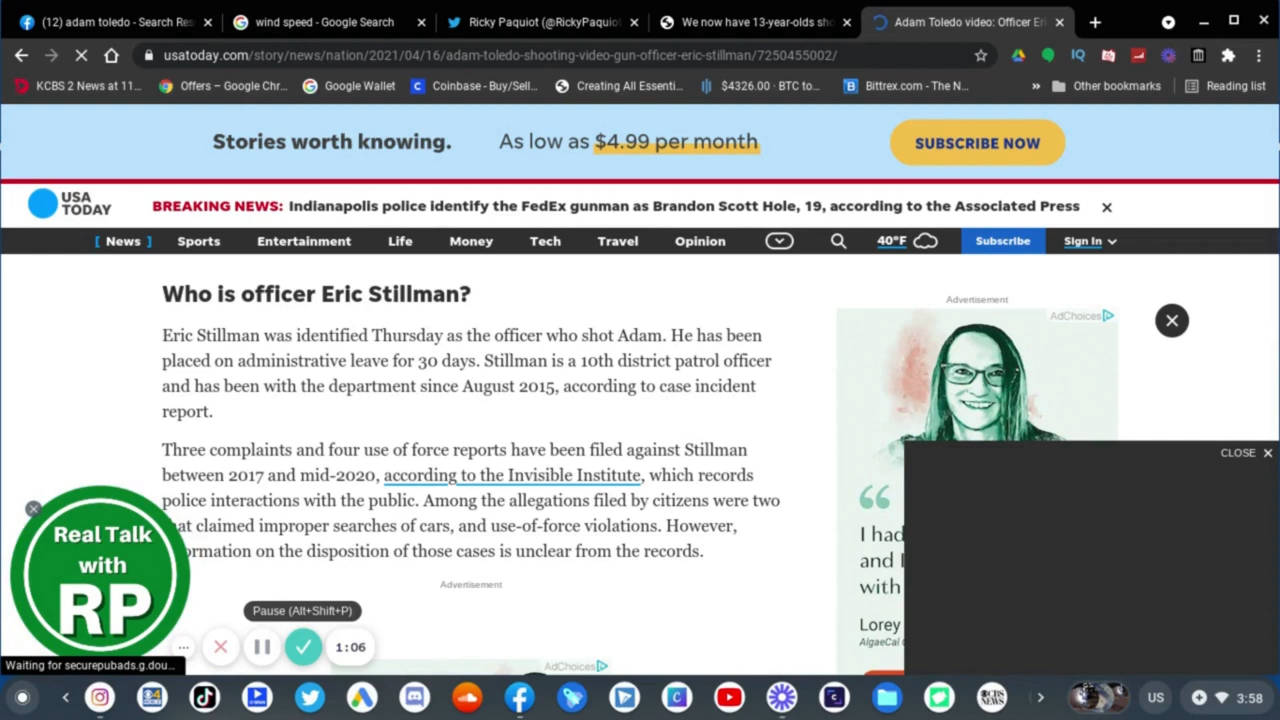 (12) adam toledo - Search Res
wind speed - Google Search
Ricky Paquiot (@RickyPaquiot
We now have 13-year-olds sho
Adam Toledo video: Officer Eri
usatoday.com/story/news/nation/2021/04/16/adam-toledo-shooting-video-gun-officer-eric-stillman/7250455002/
KCBS 2 News at 11...
Offers – Google Chr...
Google Wallet
Coinbase - Buy/Sell...
Creating All Essenti...
$4326.00 · BTC to...
Bittrex.com - The N...
Other bookmarks
Reading list
Stories worth knowing.
As low as $4.99 per month
SUBSCRIBE NOW
USA
TODAY
BREAKING NEWS: Indianapolis police identify the FedEx gunman as Brandon Scott Hole, 19, according to the Associated Press
[ News ] Sports Entertainment Life Money Tech Travel Opinion 40°F Subscribe Sign In
Who is officer Eric Stillman?
Eric Stillman was identified Thursday as the officer who shot Adam. He has been
placed on administrative leave for 30 days. Stillman is a 10th district patrol officer
and has been with the department since August 2015, according to case incident
report.
Three complaints and four use of force reports have been filed against Stillman
between 2017 and mid-2020, according to the Invisible Institute, which records
police interactions with the public. Among the allegations filed by citizens were two
that claimed improper searches of cars, and use-of-force violations. However,
formation on the disposition of those cases is unclear from the records.
Advertisement
Advertisement
AdChoices
CLOSE
I had
and I
with
Lorey
AlgaeCal
Real Talk
with
RP
Pause (Alt+Shift+P)
1:06
AdChoices
Waiting for securepubads.g.dou...
CBS
NEWS
US
3:58